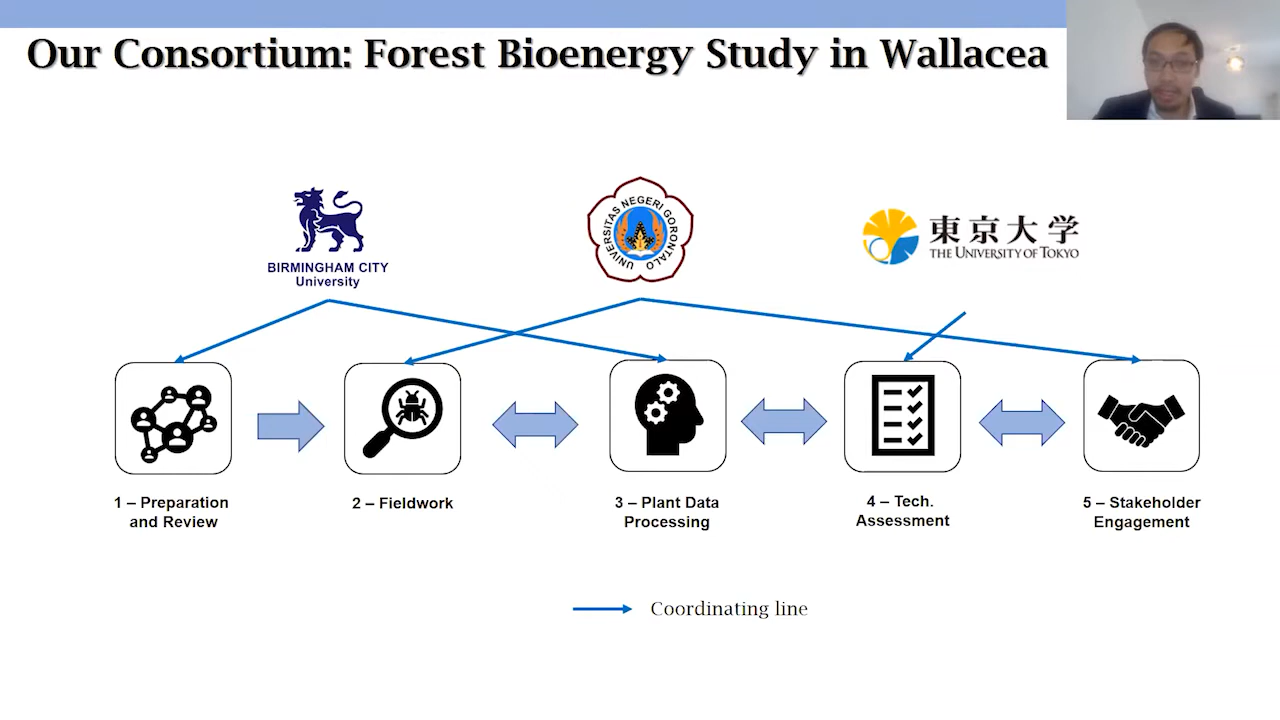 Our Consortium: Forest Bioenergy Study in Wallacea
BIRMINGHAM CITY
University
UNIVERSITAS NEGERI GORONTALO
東京大学
THE UNIVERSITY OF TOKYO
1 – Preparation
and Review
2 – Fieldwork
3 – Plant Data
Processing
4 – Tech.
Assessment
5 – Stakeholder
Engagement
Coordinating line